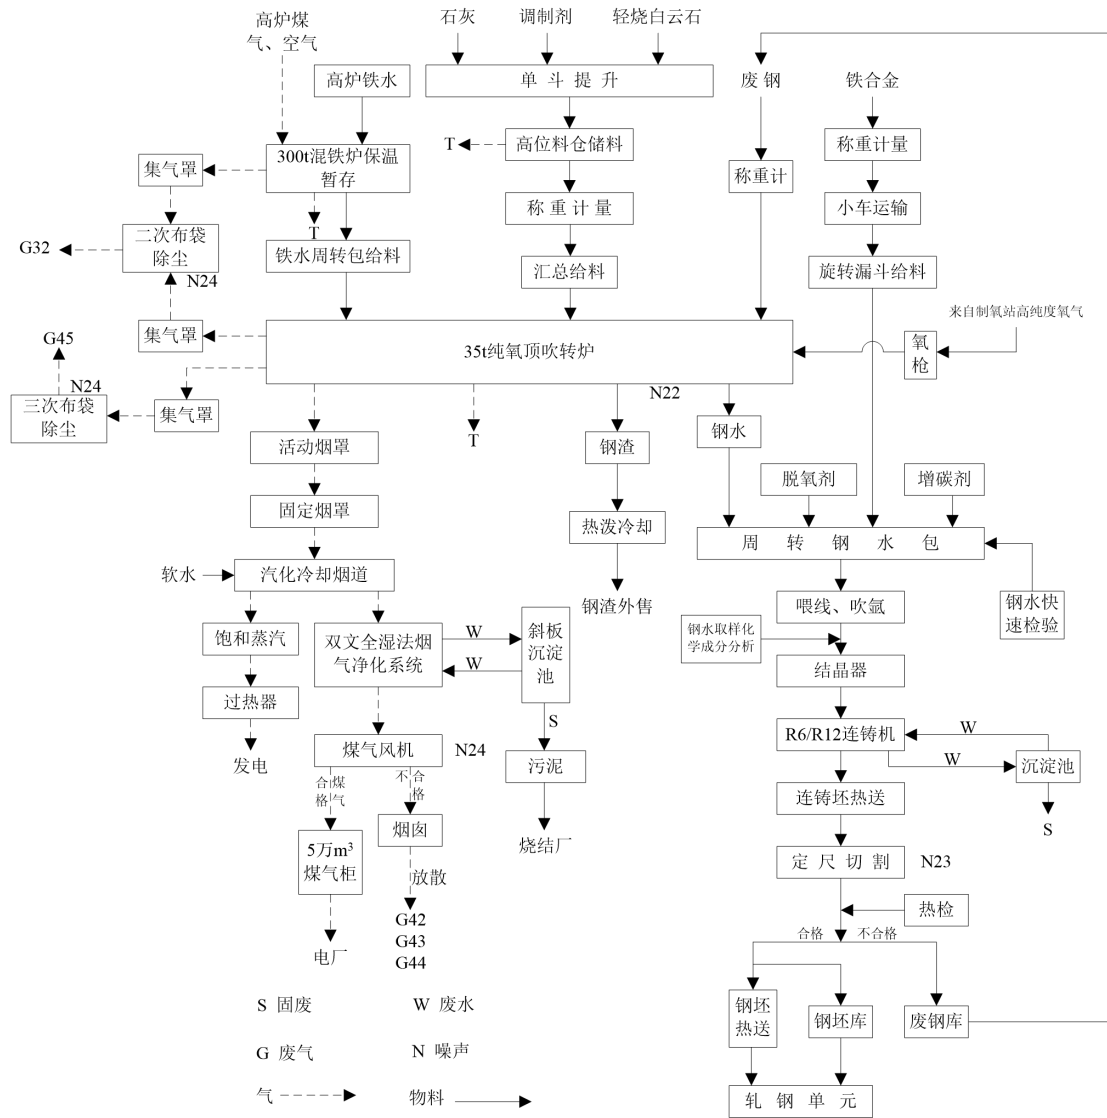 高炉煤
气、空气
石灰
调制剂
轻烧白云石
高炉铁水
单斗提升
废钢
铁合金
300t混铁炉保温
暂存
集气罩
T
高位料仓储料
称重计
称重计量
T
称重计量
小车运输
G32
二次布袋
除尘
N24
铁水周转包给料
汇总给料
旋转漏斗给料
来自制氧站高纯度氧气
集气罩
35t纯氧顶吹转炉
氧
枪
G45
N24
三次布袋
除尘
集气罩
N22
活动烟罩
T
钢渣
钢水
固定烟罩
热泼冷却
脱氧剂
增碳剂
周转钢水包
软水
汽化冷却烟道
钢渣外售
喂线、吹氩
钢水快
速检验
饱和蒸汽
双文全湿法烟
气净化系统
W
W
斜板
沉淀
池
钢水取样化
学成分分析
结晶器
过热器
S
发电
煤气风机
N24
污泥
R6/R12连铸机
W
W
沉淀池
合格
煤气
不合格
连铸坯热送
S
5万m³
煤气柜
烟囱
烧结厂
定尺切割
N23
放散
热检
电厂
G42
G43
G44
合格
不合格
S 固废
W 废水
钢坯
热送
钢坯库
废钢库
G 废气
N 噪声
气
物料
轧钢单元